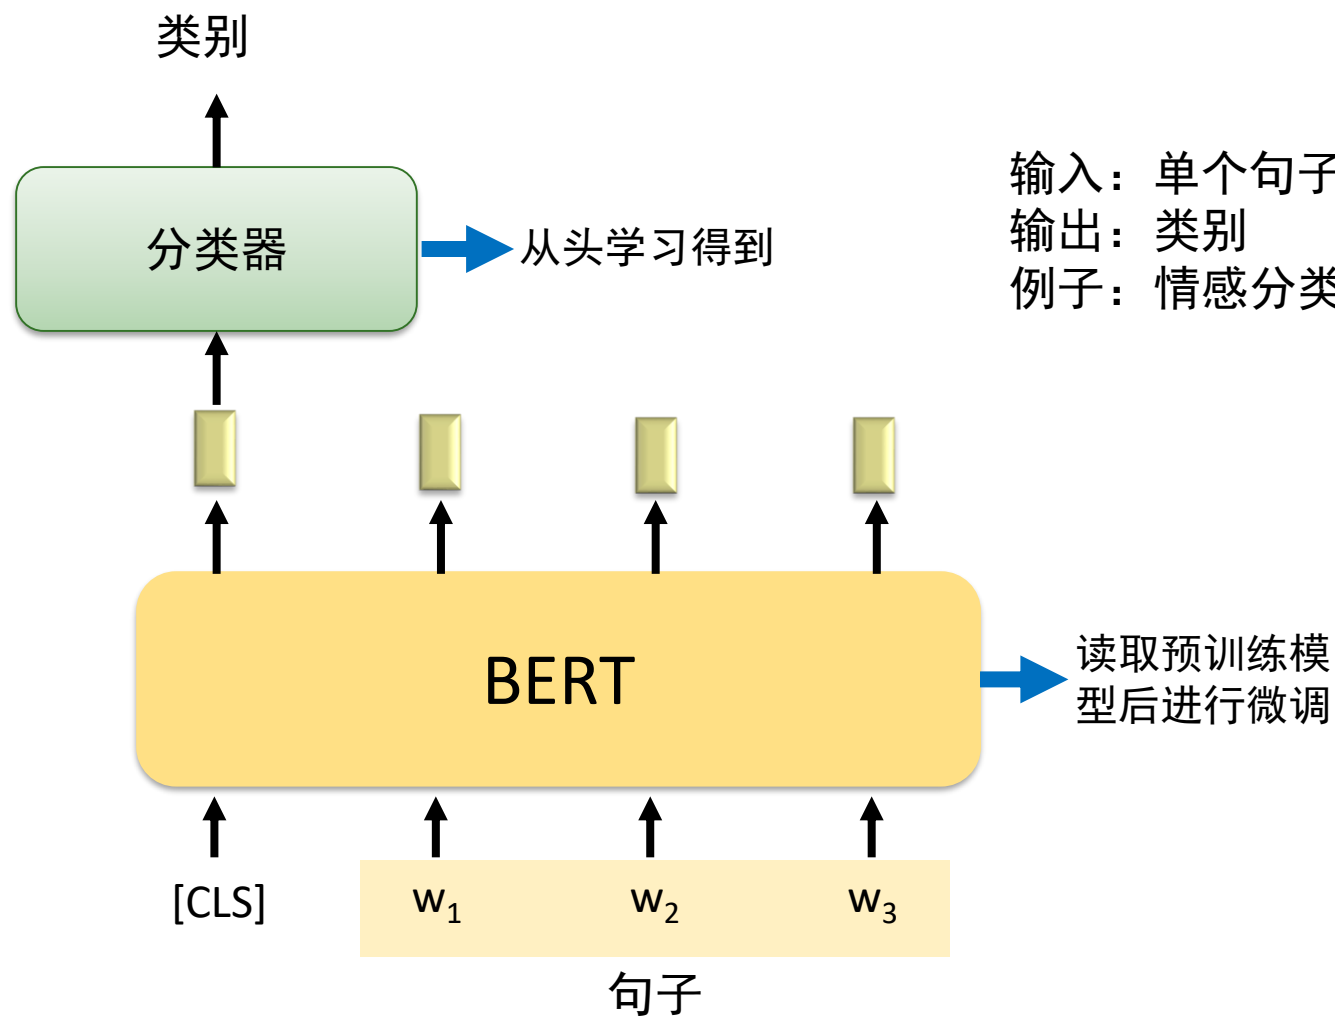 类别
分类器
从头学习得到
输入：单个句子
输出：类别
例子：情感分类
BERT
读取预训练模
型后进行微调
[CLS] w₁ w₂ w₃
句子